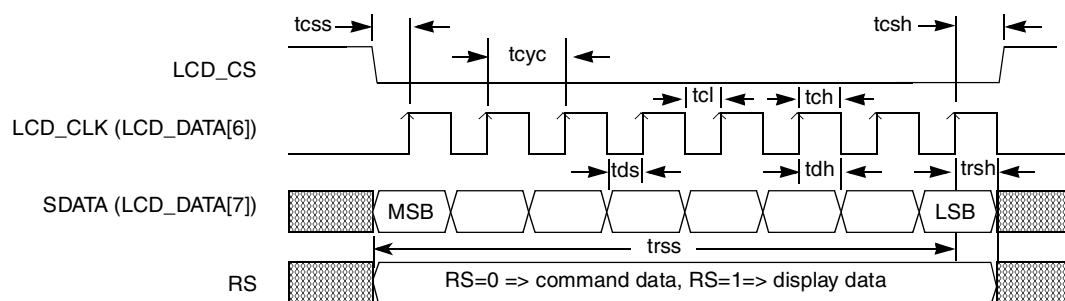 tcss
tcsh
tcyc
LCD_CS
tcl
tch
LCD_CLK (LCD_DATA[6])
tds
tdh
trsh
SDATA (LCD_DATA[7])
MSB
LSB
trss
RS
RS=0 => command data, RS=1=> display data